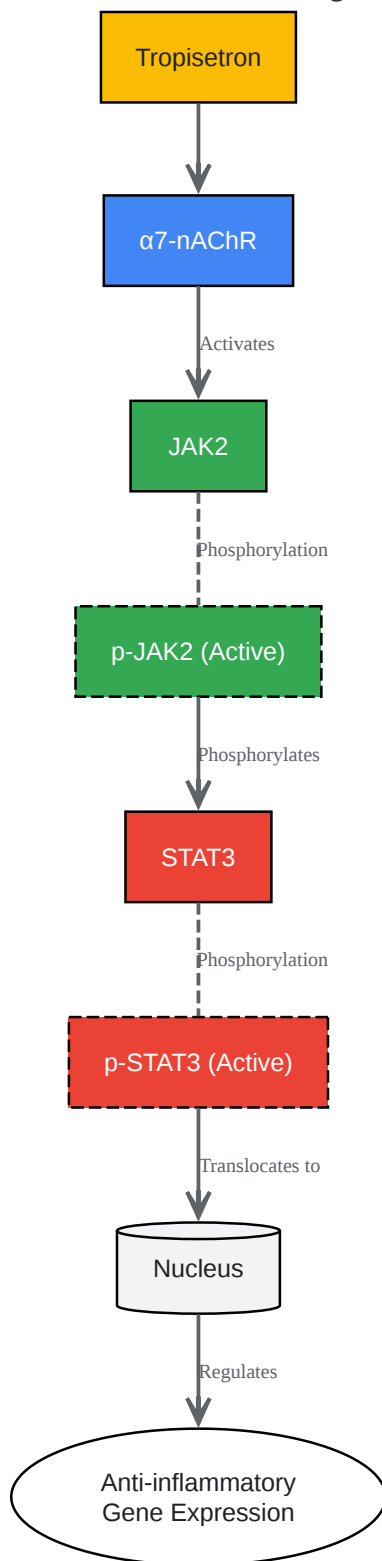 Tropisetron
α7-nAChR
Activates
JAK2
Phosphorylation
p-JAK2 (Active)
Phosphorylates
STAT3
Phosphorylation
p-STAT3 (Active)
Translocates to
Nucleus
Regulates
Anti-inflammatory
Gene Expression